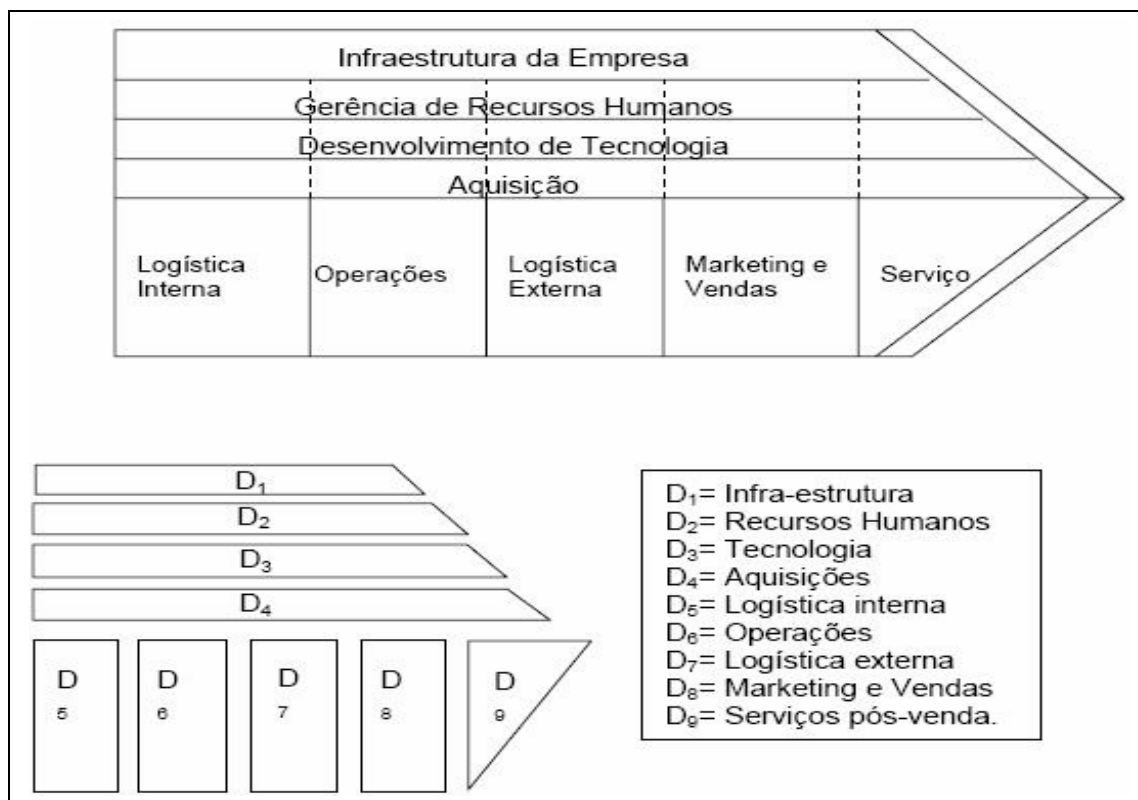 Infraestrutura da Empresa
Gerência de Recursos Humanos
Desenvolvimento de Tecnologia
Aquisição
Logística
Interna
Operações
Logística
Externa
Marketing e
Vendas
Serviço
D₁
D₂
D₃
D₄
D
5
D
6
D
7
D
8
D
9
D₁= Infra-estrutura
D₂= Recursos Humanos
D₃= Tecnologia
D₄= Aquisições
D₅= Logística interna
D₆= Operações
D₇= Logística externa
D₈= Marketing e Vendas
D₉= Serviços pós-venda.